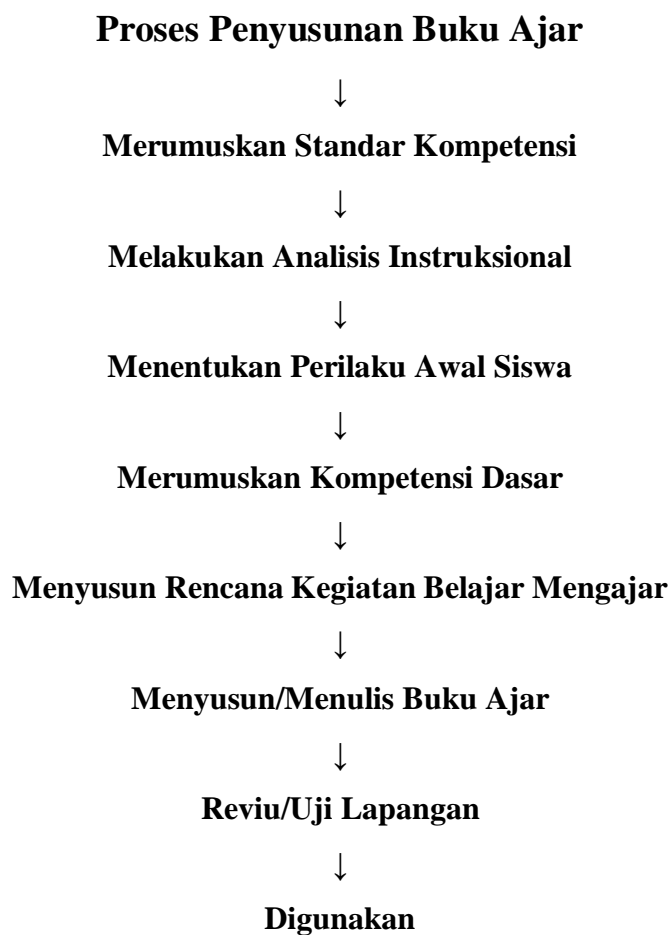 Proses Penyusunan Buku Ajar
↓
Merumuskan Standar Kompetensi
↓
Melakukan Analisis Instruksional
↓
Menentukan Perilaku Awal Siswa
↓
Merumuskan Kompetensi Dasar
↓
Menyusun Rencana Kegiatan Belajar Mengajar
↓
Menyusun/Menulis Buku Ajar
↓
Reviu/Uji Lapangan
↓
Digunakan